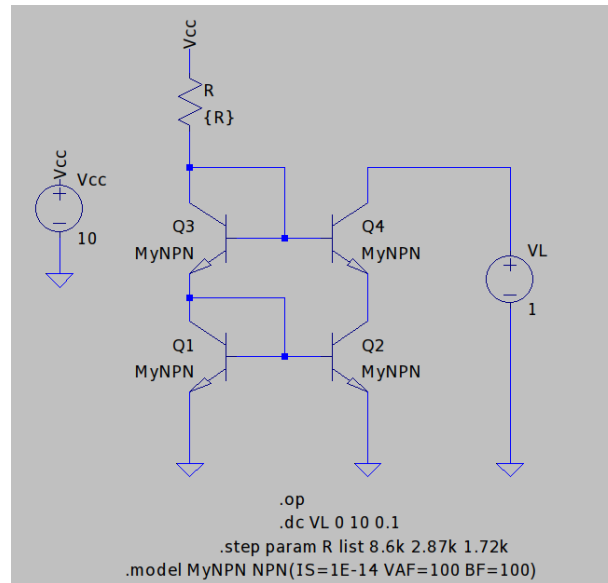 Vcc
R
{R}
Vcc
Vcc
10
Q3
MyNPN
Q4
MyNPN
VL
1
Q1
MyNPN
Q2
MyNPN
.op
.dc VL 0 10 0.1
.step param R list 8.6k 2.87k 1.72k
.model MyNPN NPN(IS=1E-14 VAF=100 BF=100)